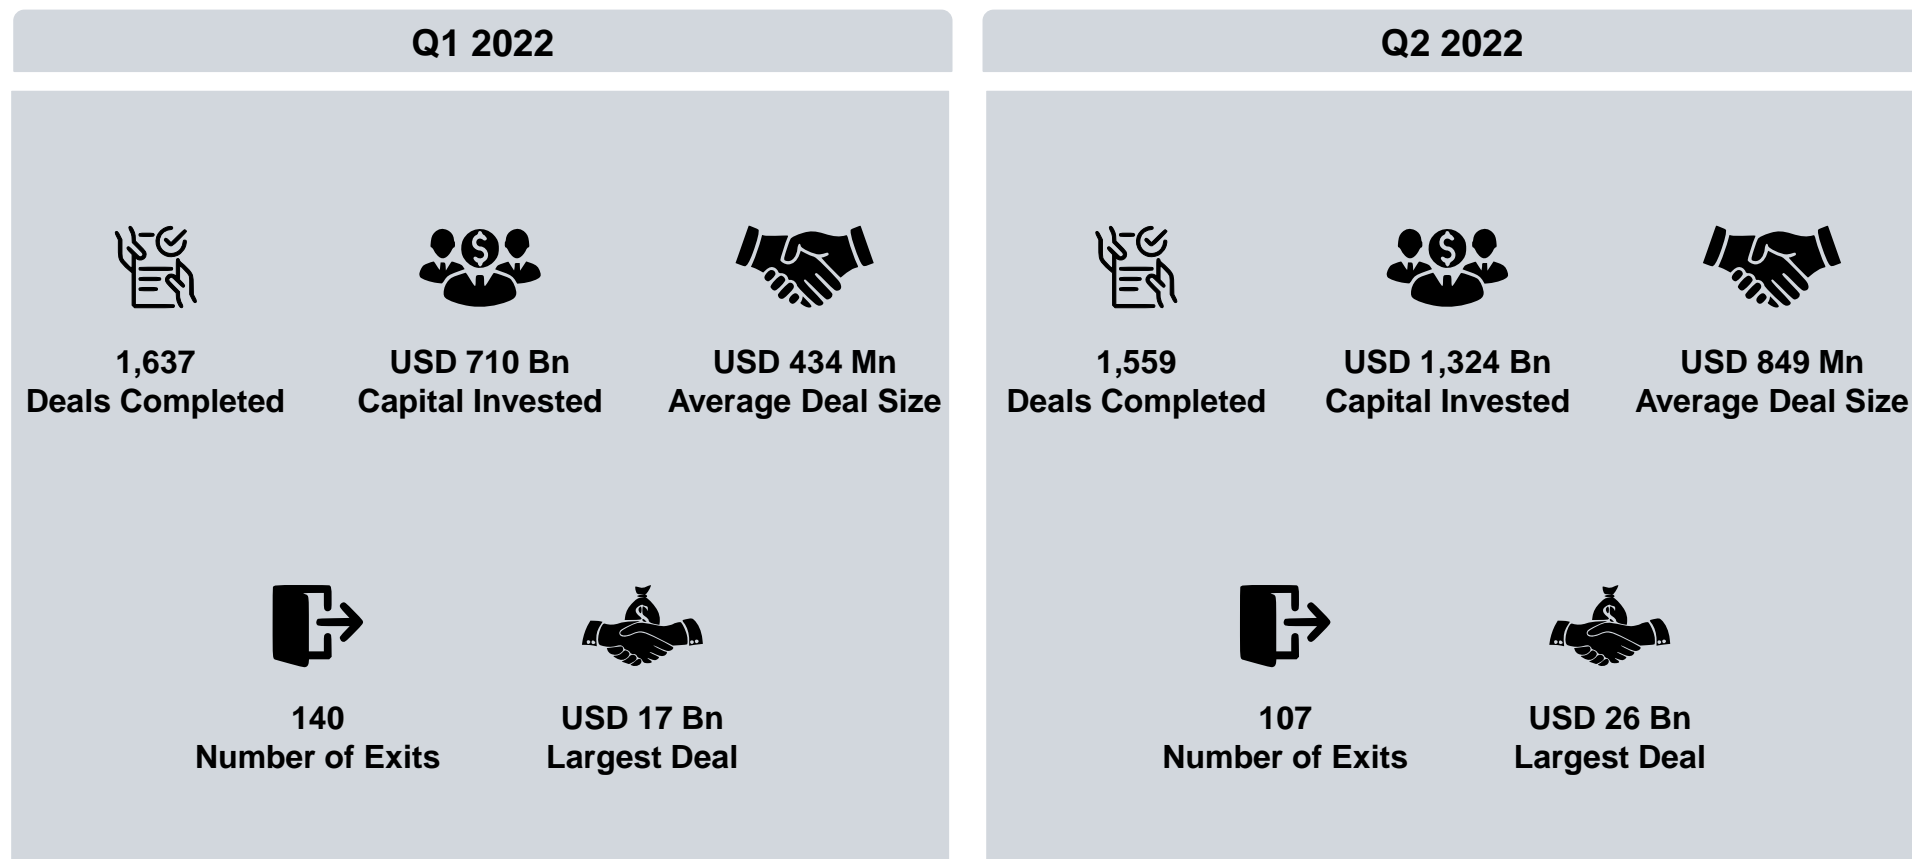 Q1 2022
1,637
Deals Completed
USD 710 Bn
Capital Invested
USD 434 Mn
Average Deal Size
140
Number of Exits
USD 17 Bn
Largest Deal
Q2 2022
1,559
Deals Completed
USD 1,324 Bn
Capital Invested
USD 849 Mn
Average Deal Size
107
Number of Exits
USD 26 Bn
Largest Deal